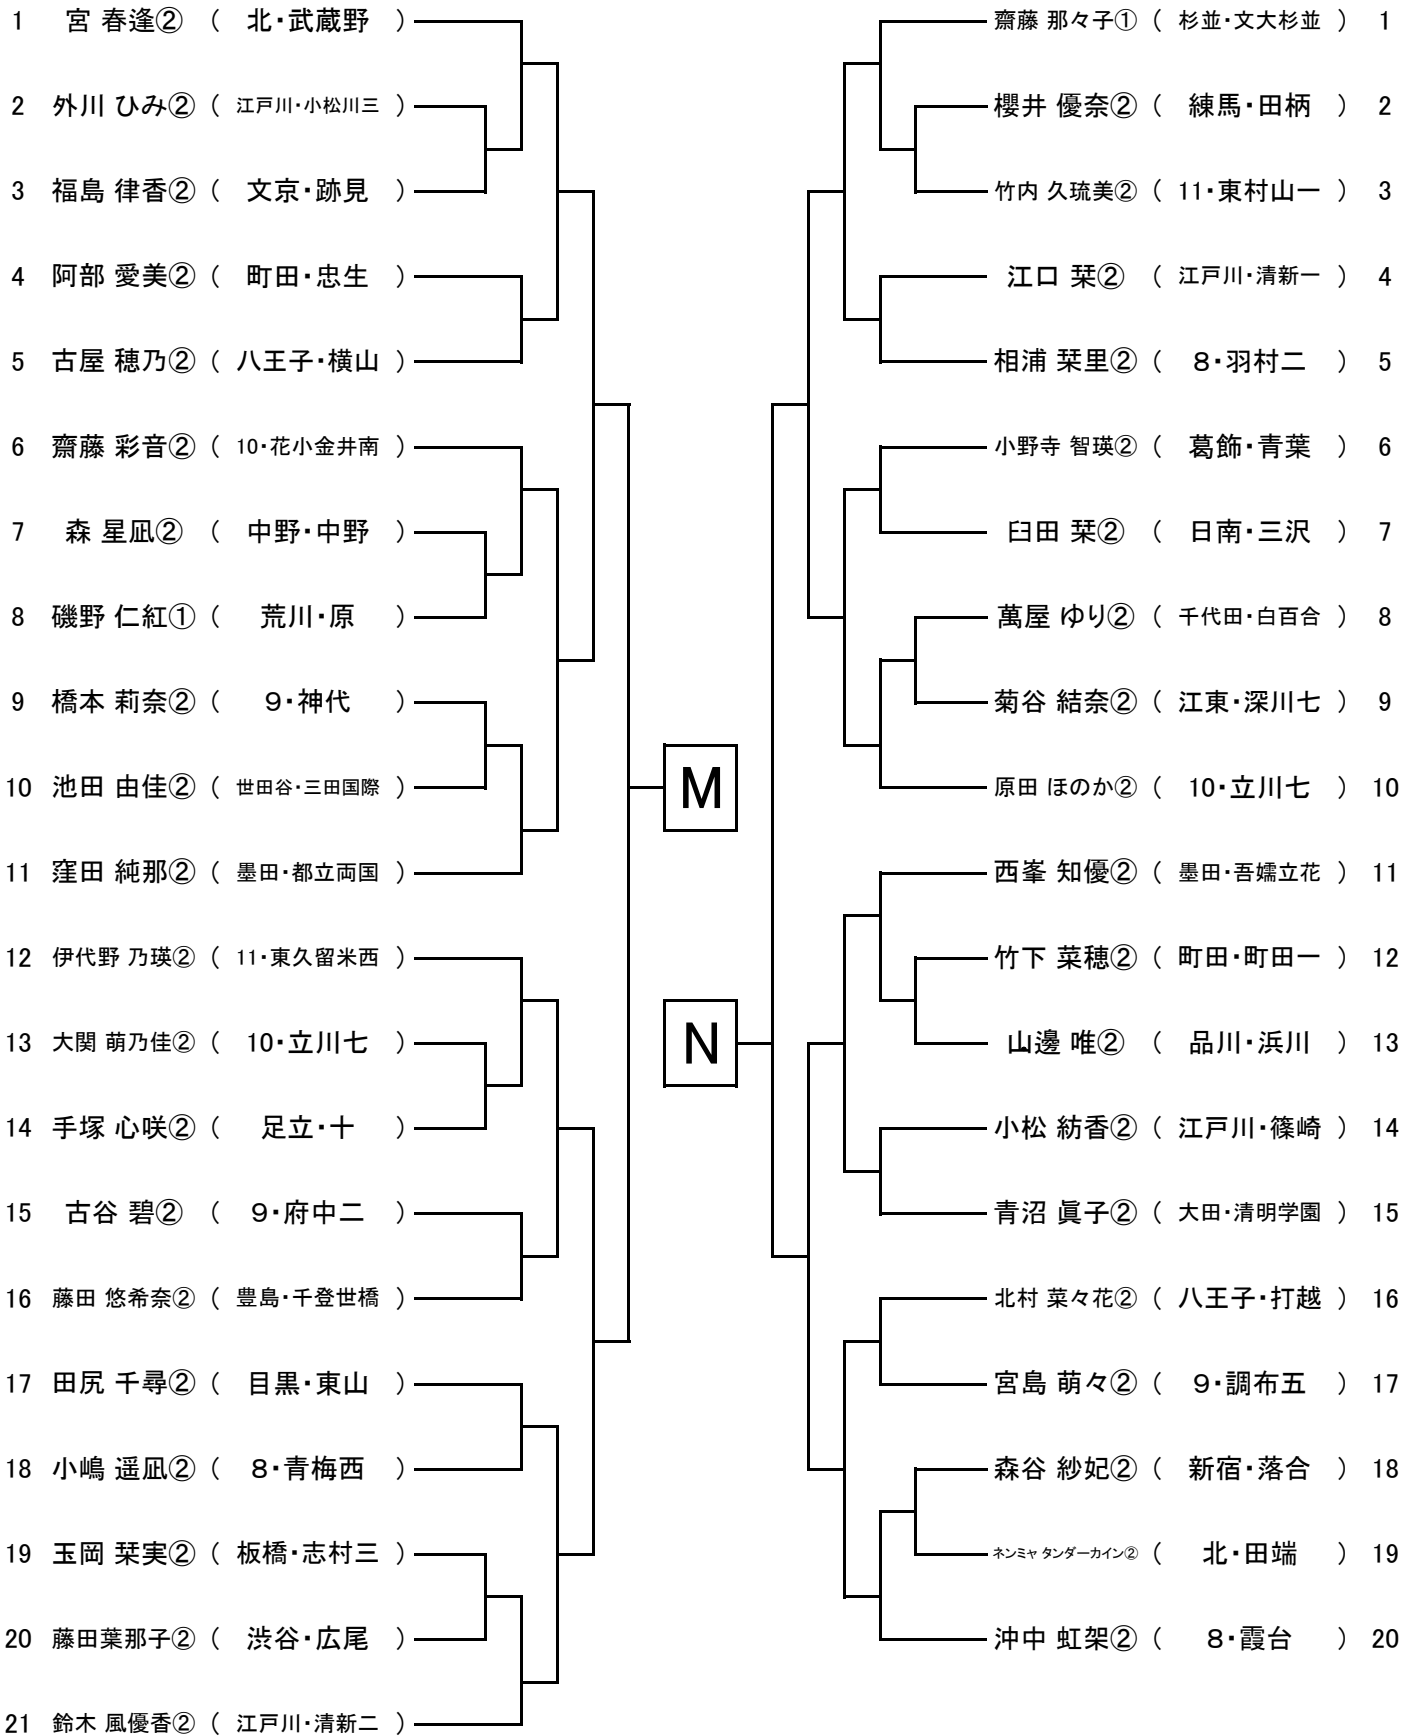 1 宮 春逢② ( 北・武蔵野 )
2 外川 ひみ② ( 江戸川・小松川三 )
3 福島 律香② ( 文京・跡見 )
4 阿部 愛美② ( 町田・忠生 )
5 古屋 穂乃② ( 八王子・横山 )
6 齋藤 彩音② ( 10・花小金井南 )
7 森 星凪② ( 中野・中野 )
8 磯野 仁紅① ( 荒川・原 )
9 橋本 莉奈② ( 9・神代 )
10 池田 由佳② ( 世田谷・三田国際 )
11 窪田 純那② ( 墨田・都立両国 )
12 伊代野 乃瑛② ( 11・東久留米西 )
13 大関 萌乃佳② ( 10・立川七 )
14 手塚 心咲② ( 足立・十 )
15 古谷 碧② ( 9・府中二 )
16 藤田 悠希奈② ( 豊島・千登世橋 )
17 田尻 千尋② ( 目黒・東山 )
18 小嶋 遥凪② ( 8・青梅西 )
19 玉岡 栞実② ( 板橋・志村三 )
20 藤田葉那子② ( 渋谷・広尾 )
21 鈴木 風優香② ( 江戸川・清新二 )
M
N
齋藤 那々子① ( 杉並・文大杉並 ) 1
櫻井 優奈② ( 練馬・田柄 ) 2
竹内 久琉美② ( 11・東村山一 ) 3
江口 栞② ( 江戸川・清新一 ) 4
相浦 栞里② ( 8・羽村二 ) 5
小野寺 智瑛② ( 葛飾・青葉 ) 6
臼田 栞② ( 日南・三沢 ) 7
萬屋 ゆり② ( 千代田・白百合 ) 8
菊谷 結奈② ( 江東・深川七 ) 9
原田 ほのか② ( 10・立川七 ) 10
西峯 知優② ( 墨田・吾嬬立花 ) 11
竹下 菜穂② ( 町田・町田一 ) 12
山邊 唯② ( 品川・浜川 ) 13
小松 紡香② ( 江戸川・篠崎 ) 14
青沼 眞子② ( 大田・清明学園 ) 15
北村 菜々花② ( 八王子・打越 ) 16
宮島 萌々② ( 9・調布五 ) 17
森谷 紗妃② ( 新宿・落合 ) 18
ネンミャ タンダーカイン② ( 北・田端 ) 19
沖中 虹架② ( 8・霞台 ) 20